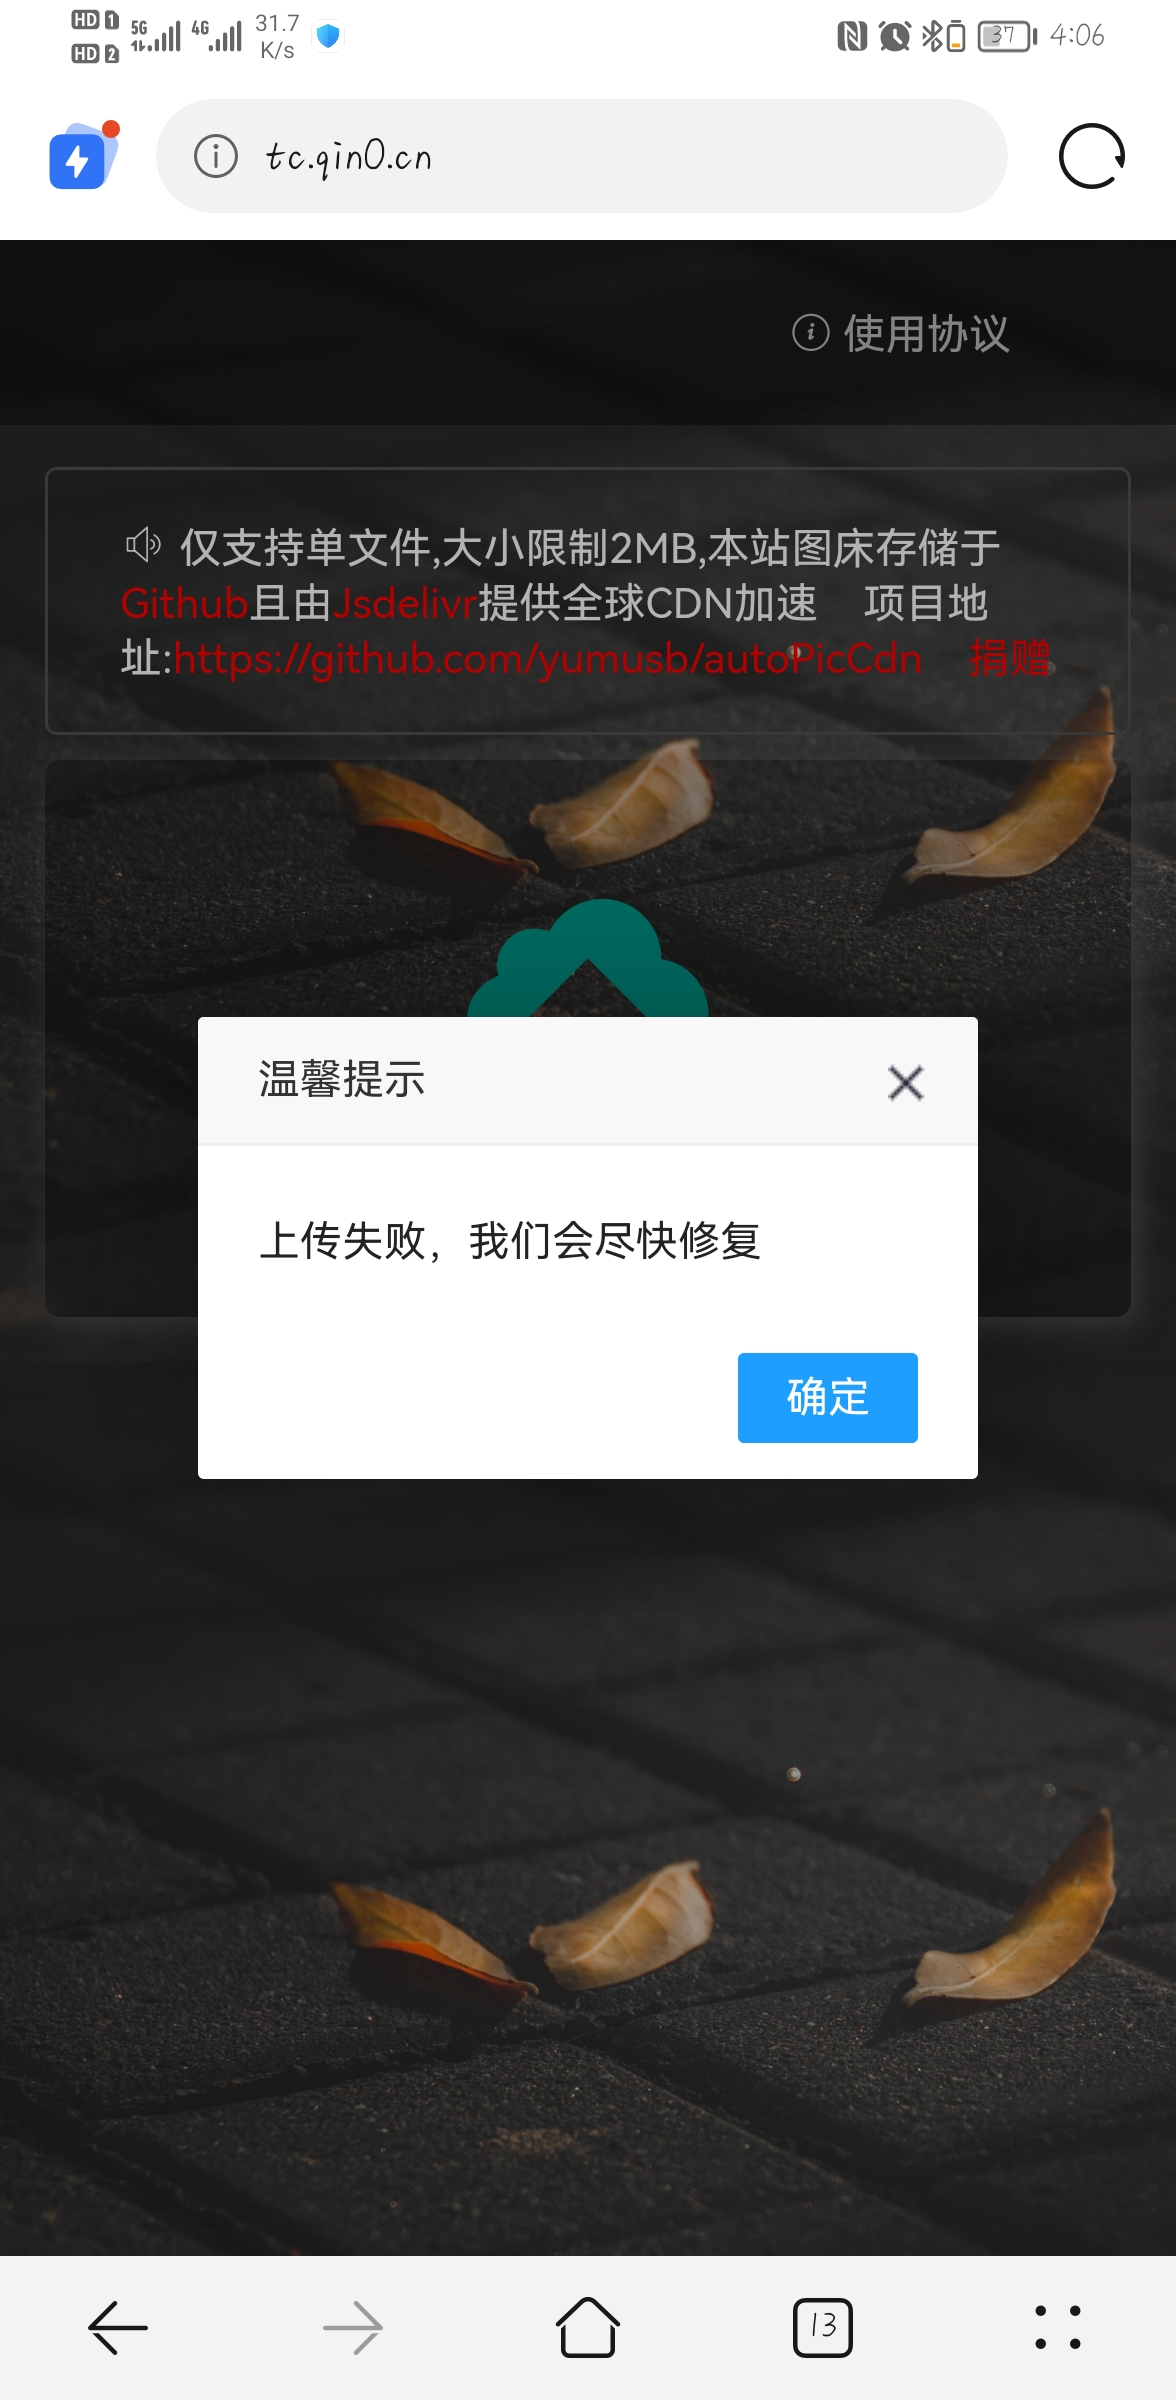 HD 1 5G 4G 31.7 37 4:06
HD 2 K/s
tc.qin0.cn
使用协议
仅支持单文件,大小限制2MB,本站图床存储于
Github且由Jsdelivr提供全球CDN加速 项目地
址:https://github.com/yumusb/autoPicCdn 捐赠
温馨提示
上传失败，我们会尽快修复
确定
13